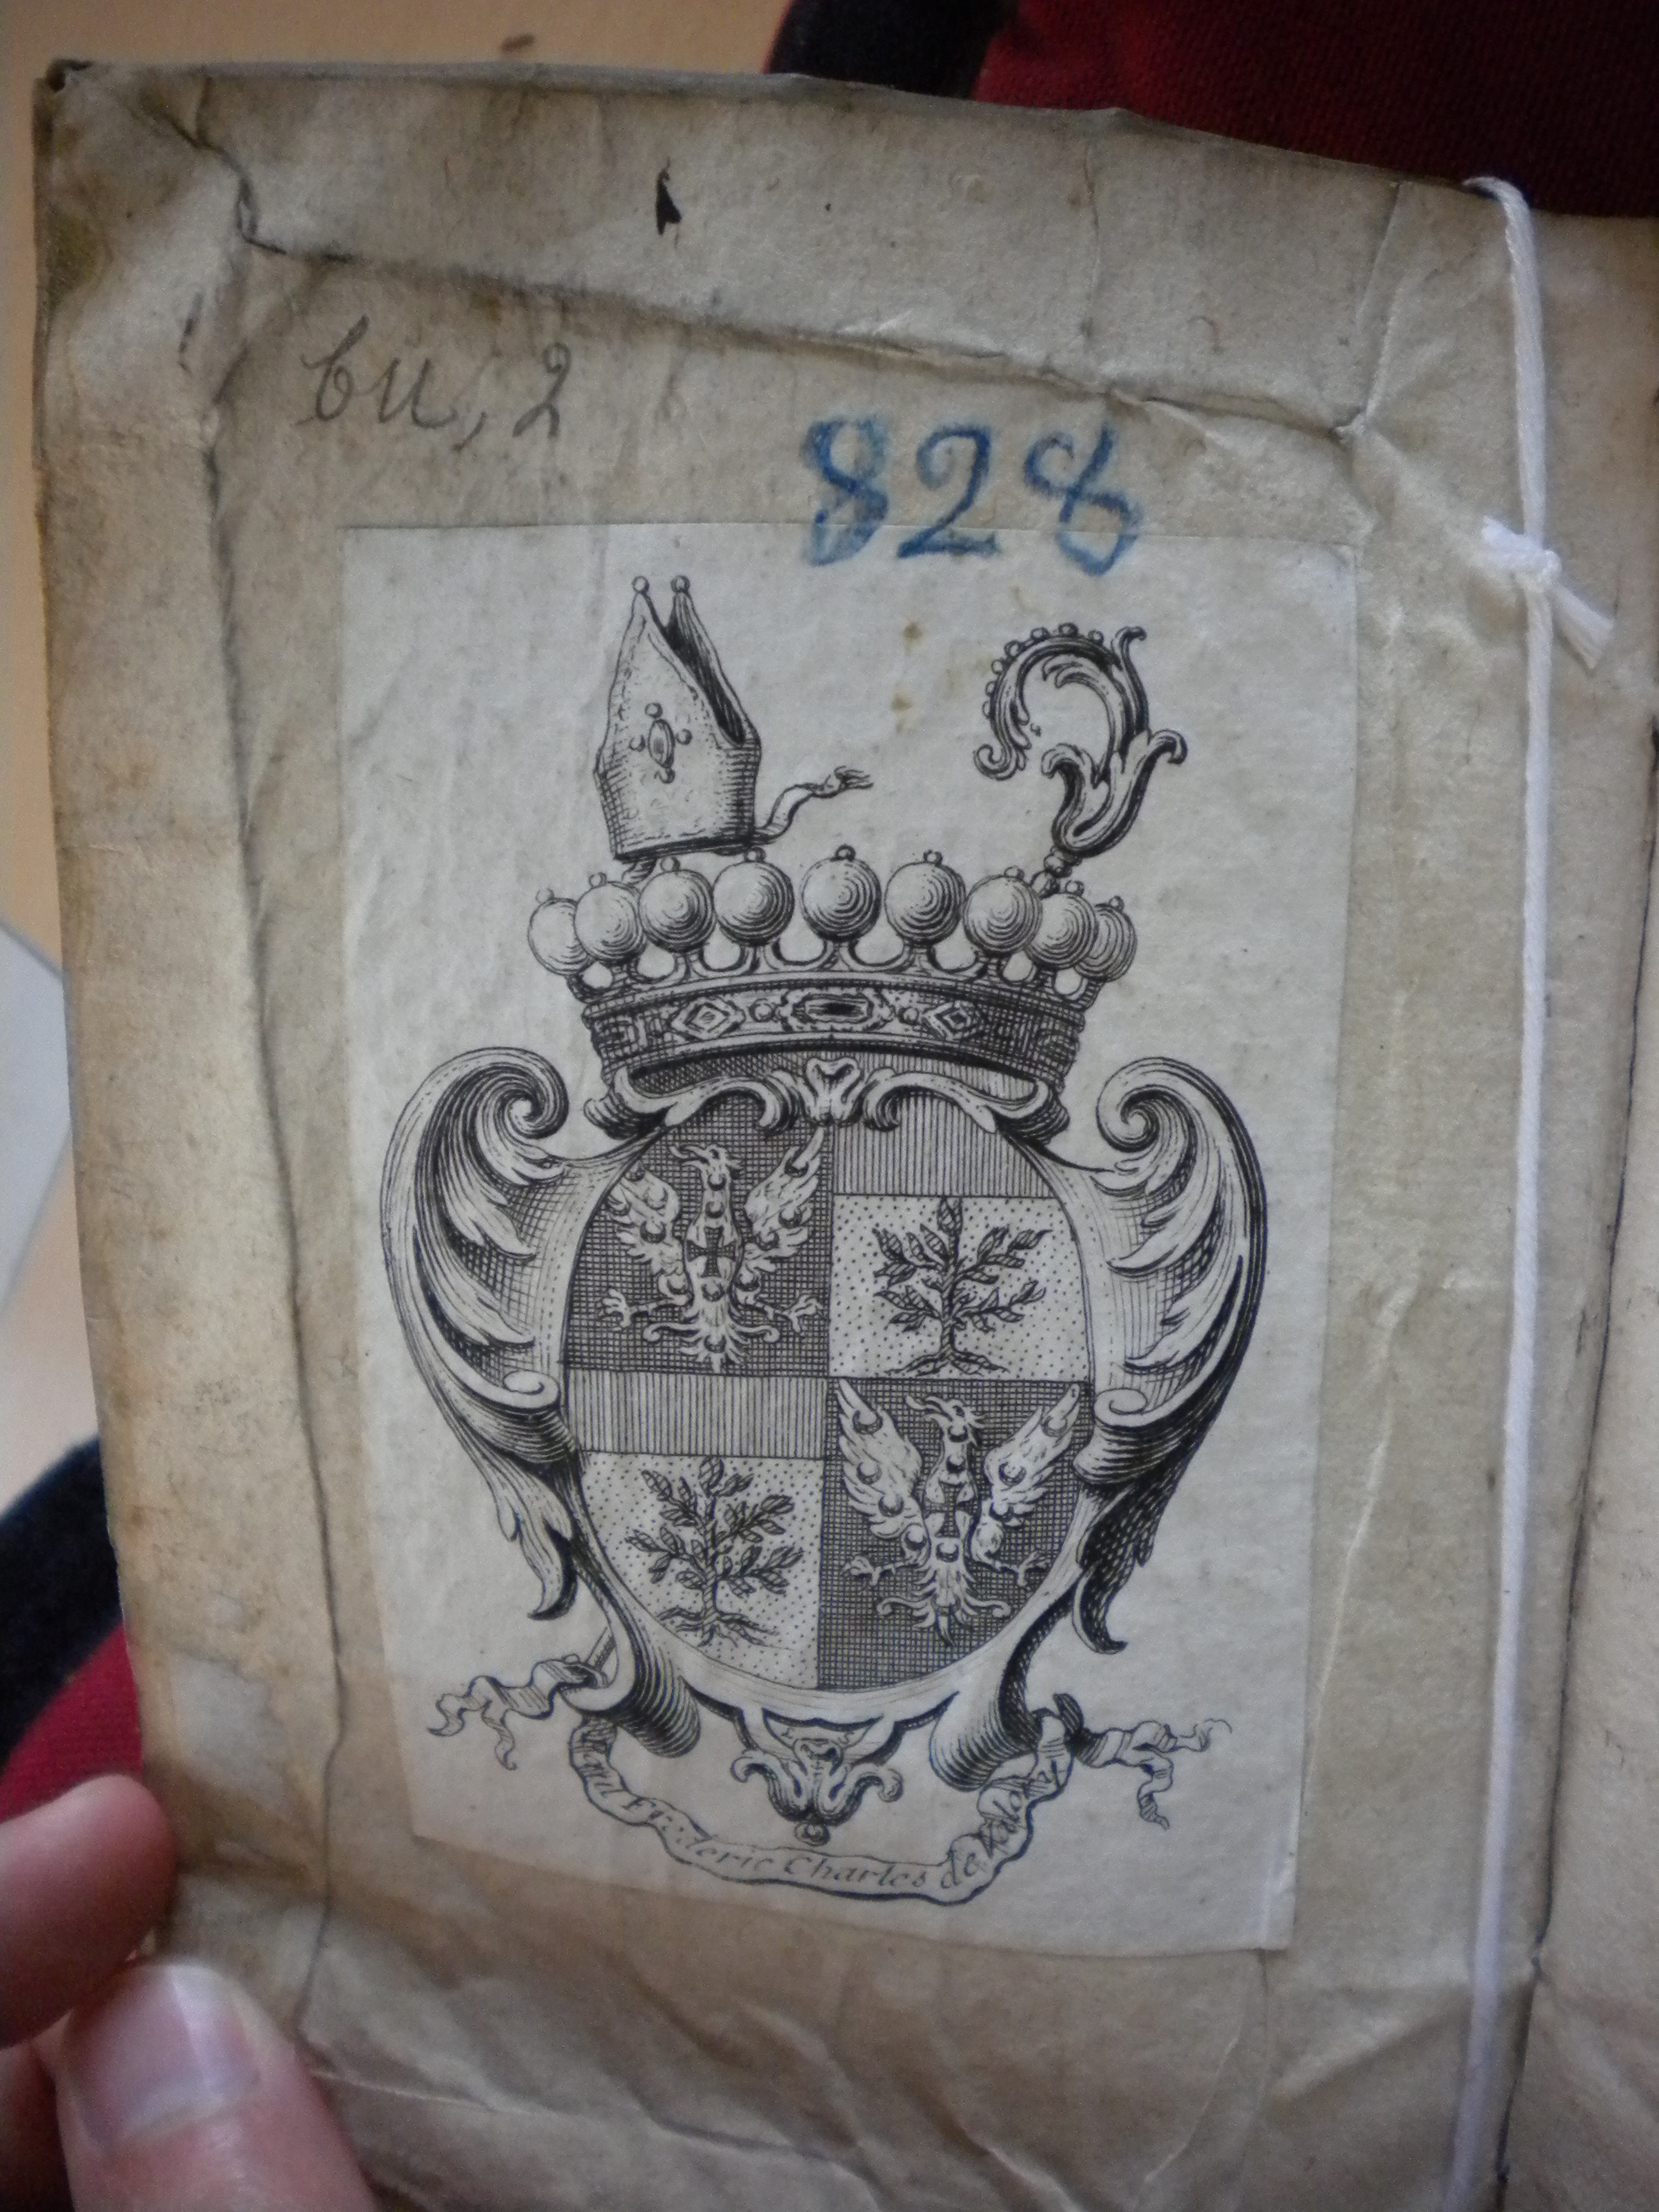 bu, 2
828
Frederic Charles de